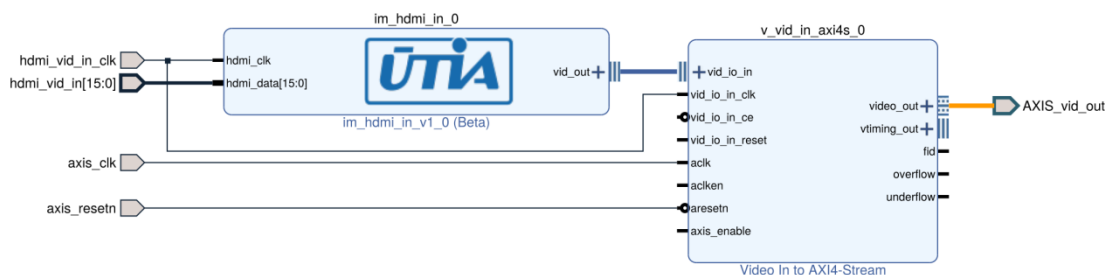 im_hdmi_in_0
hdmi_vid_in_clk
hdmi_vid_in[15:0]
hdmi_clk
hdmi_data[15:0]
ÚTIA
vid_out
im_hdmi_in_v1_0 (Beta)
axis_clk
axis_resetn
v_vid_in_axi4s_0
vid_io_in
vid_io_in_clk
vid_io_in_ce
vid_io_in_reset
aclk
aclken
aresetn
axis_enable
video_out
vtiming_out
fid
overflow
underflow
Video In to AXI4-Stream
AXIS_vid_out